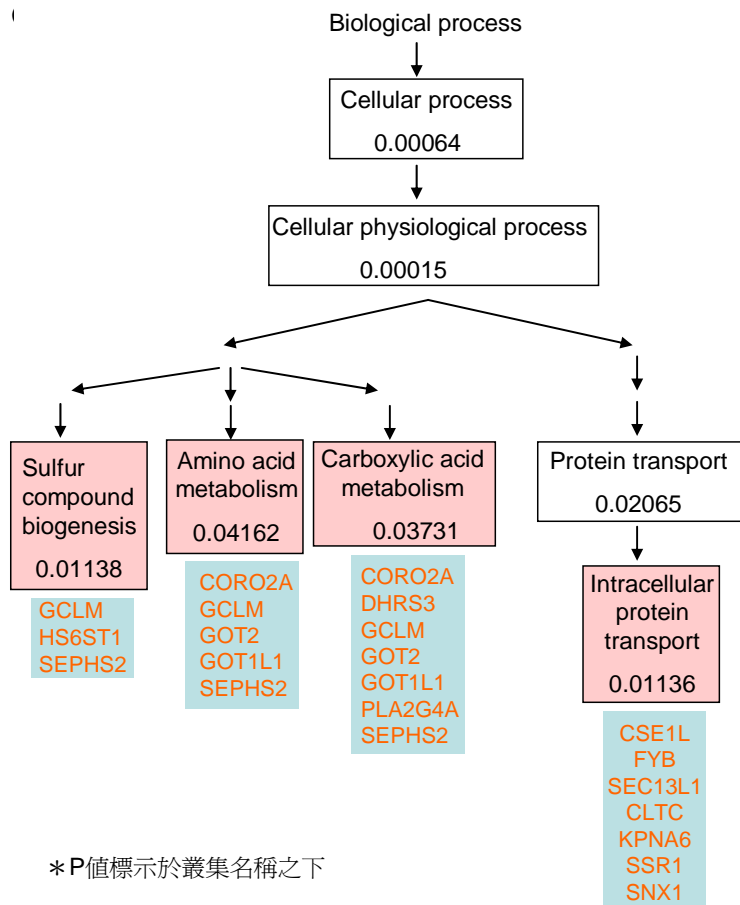 Biological process
Cellular process
0.00064
Cellular physiological process
0.00015
Sulfur
compound
biogenesis
0.01138
GCLM
HS6ST1
SEPHS2
Amino acid
metabolism
0.04162
CORO2A
GCLM
GOT2
GOT1L1
SEPHS2
Carboxylic acid
metabolism
0.03731
CORO2A
DHRS3
GCLM
GOT2
GOT1L1
PLA2G4A
SEPHS2
Protein transport
0.02065
Intracellular
protein
transport
0.01136
CSE1L
FYB
SEC13L1
CLTC
KPNA6
SSR1
SNX1
＊P值標示於叢集名稱之下